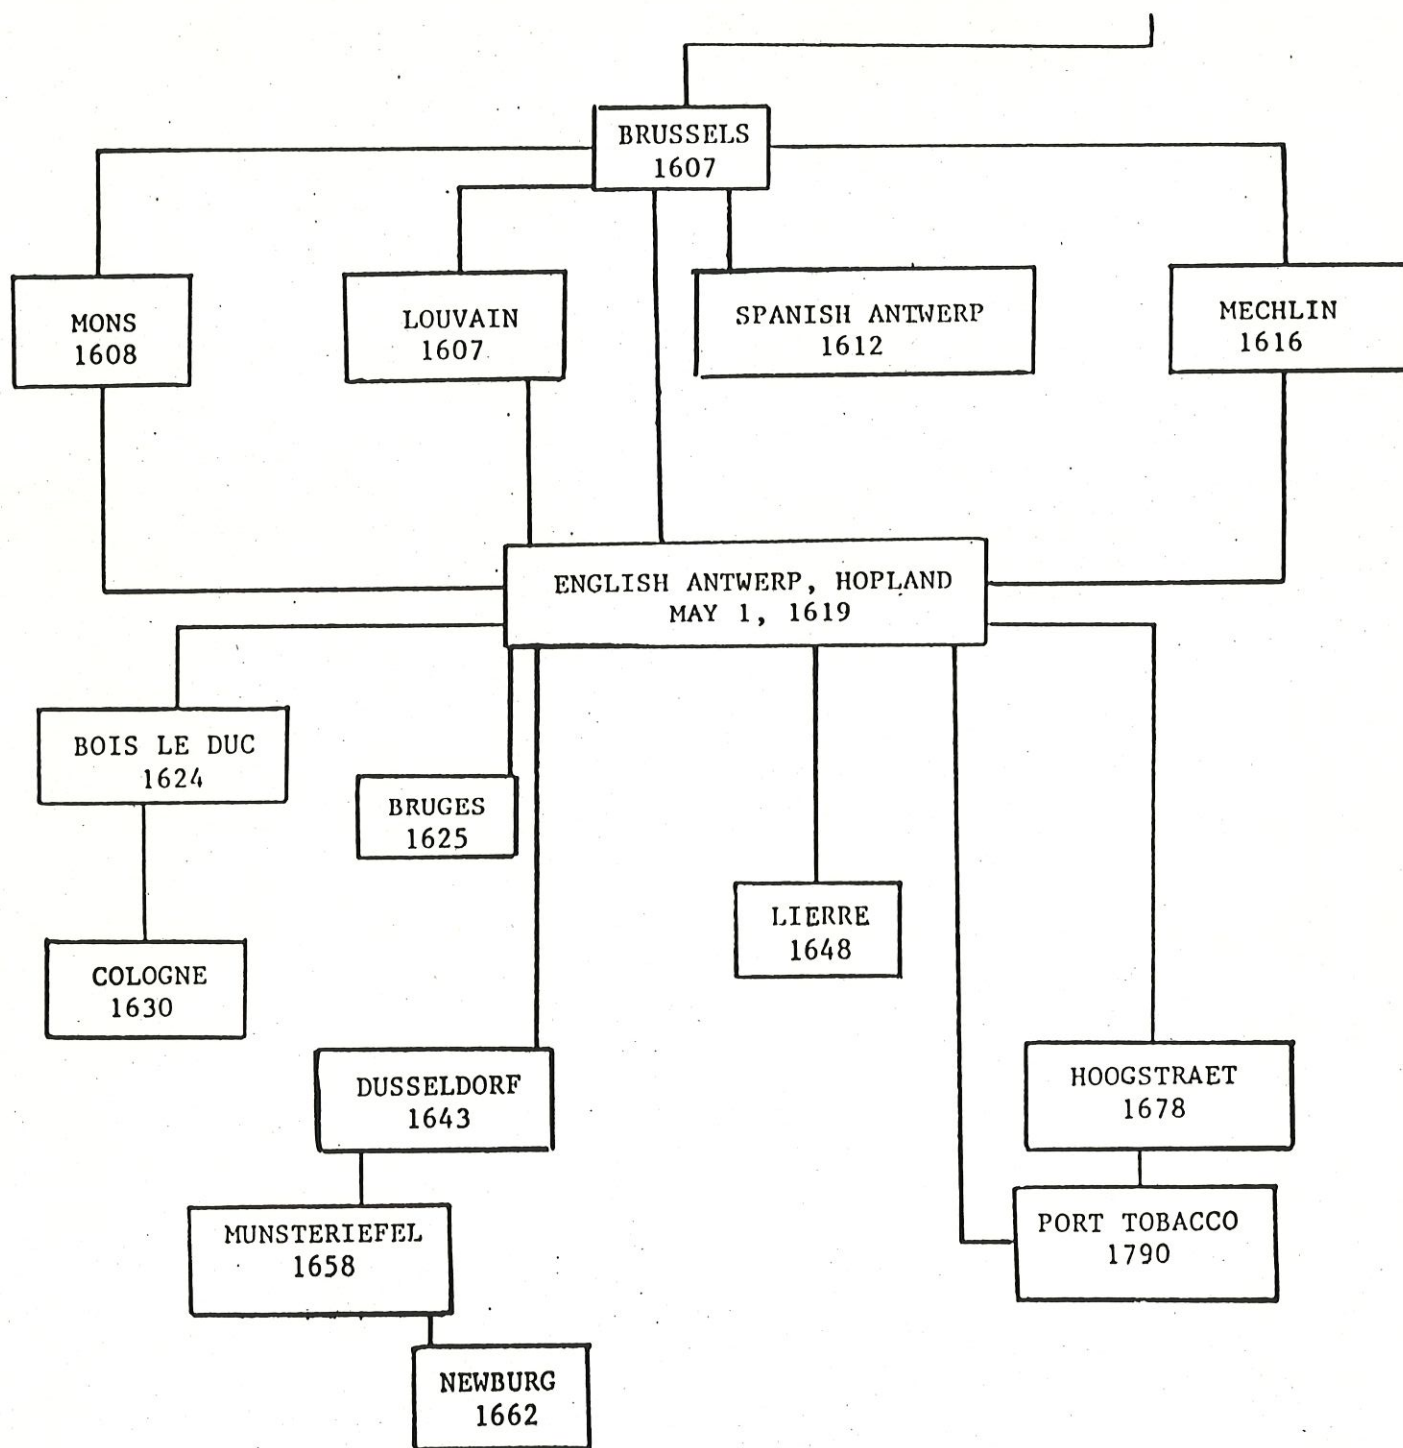 BRUSSELS
1607
MONS
1608
LOUVAIN
1607
SPANISH ANTWERP
1612
MECHLIN
1616
ENGLISH ANTWERP, HOPLAND
MAY 1, 1619
BOIS LE DUC
1624
BRUGES
1625
LIERRE
1648
COLOGNE
1630
DUSSELDORF
1643
HOOGSTRAET
1678
MUNSTERIEFEL
1658
PORT TOBACCO
1790
NEWBURG
1662